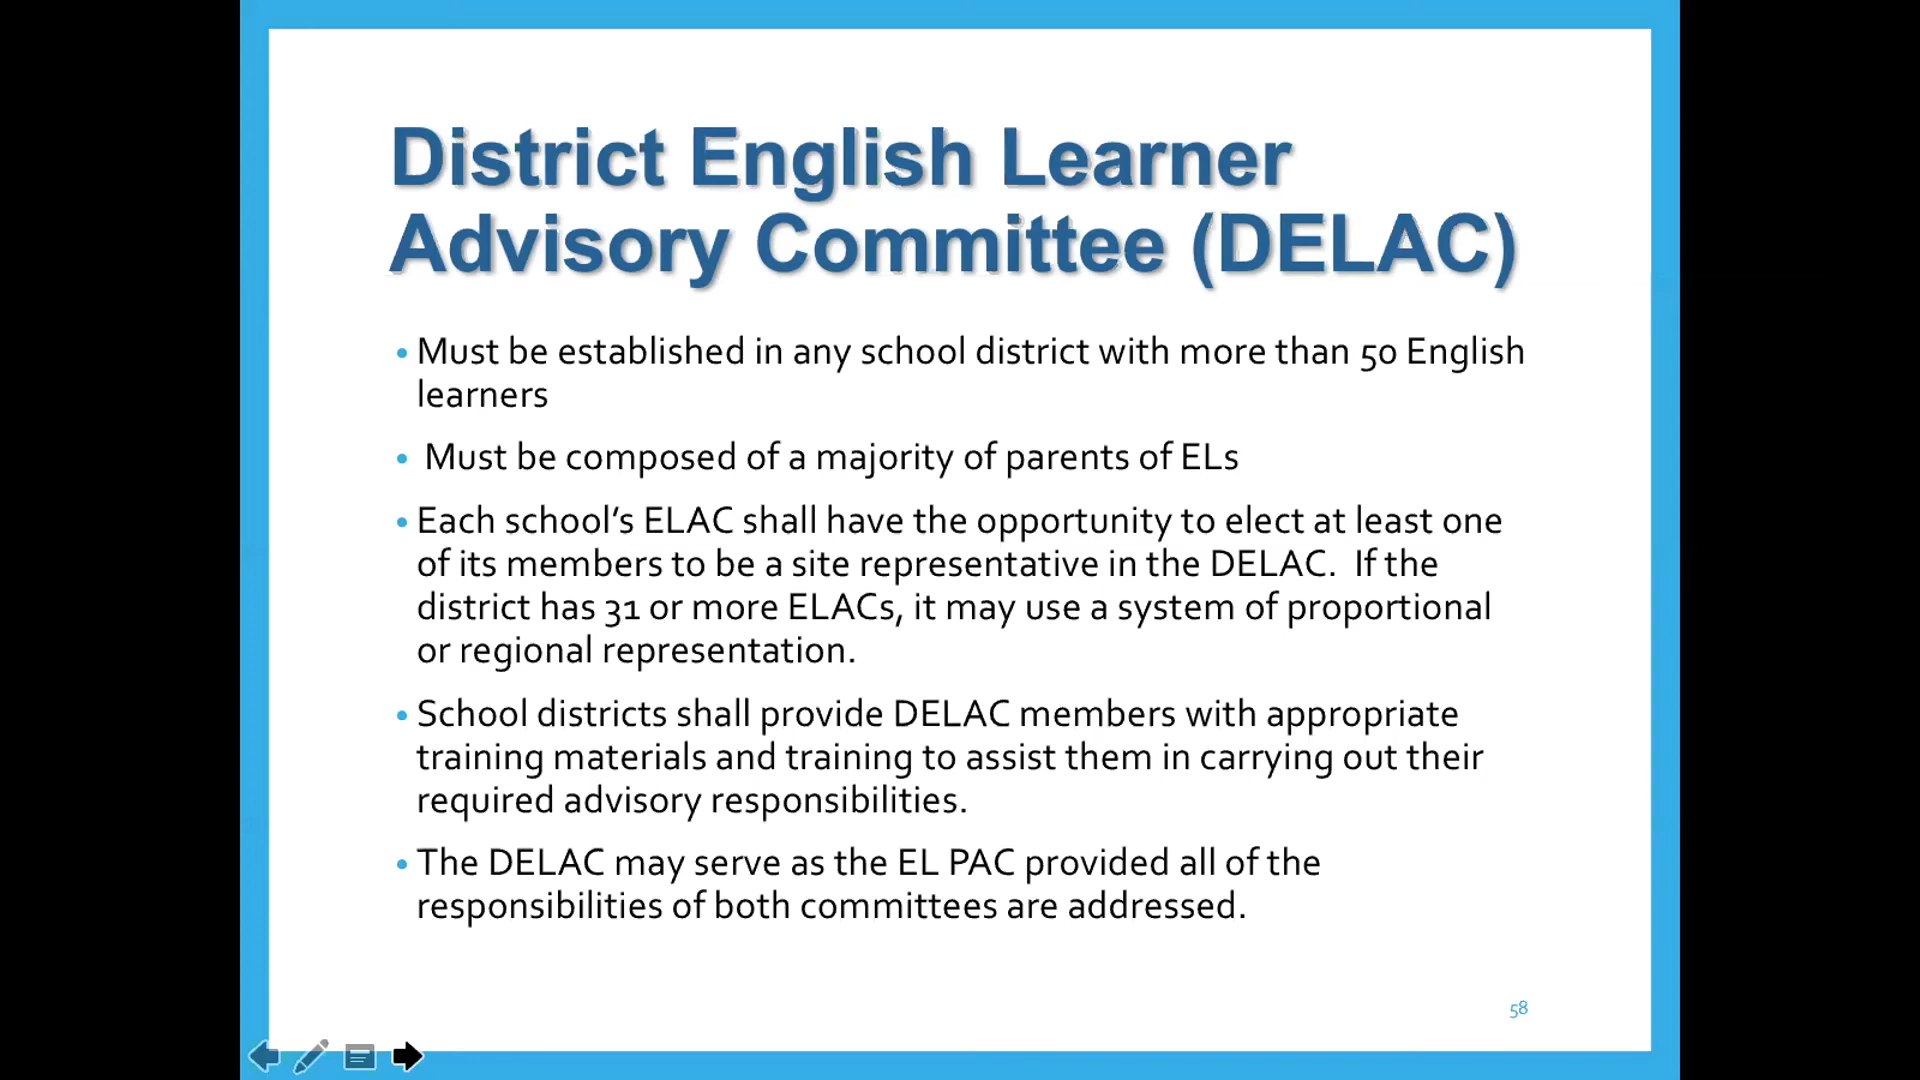 District English Learner
Advisory Committee (DELAC)
• Must be established in any school district with more than 50 English
learners
• Must be composed of a majority of parents of ELs
• Each school’s ELAC shall have the opportunity to elect at least one
of its members to be a site representative in the DELAC.  If the
district has 31 or more ELACs, it may use a system of proportional
or regional representation.
• School districts shall provide DELAC members with appropriate
training materials and training to assist them in carrying out their
required advisory responsibilities.
• The DELAC may serve as the EL PAC provided all of the
responsibilities of both committees are addressed.
58